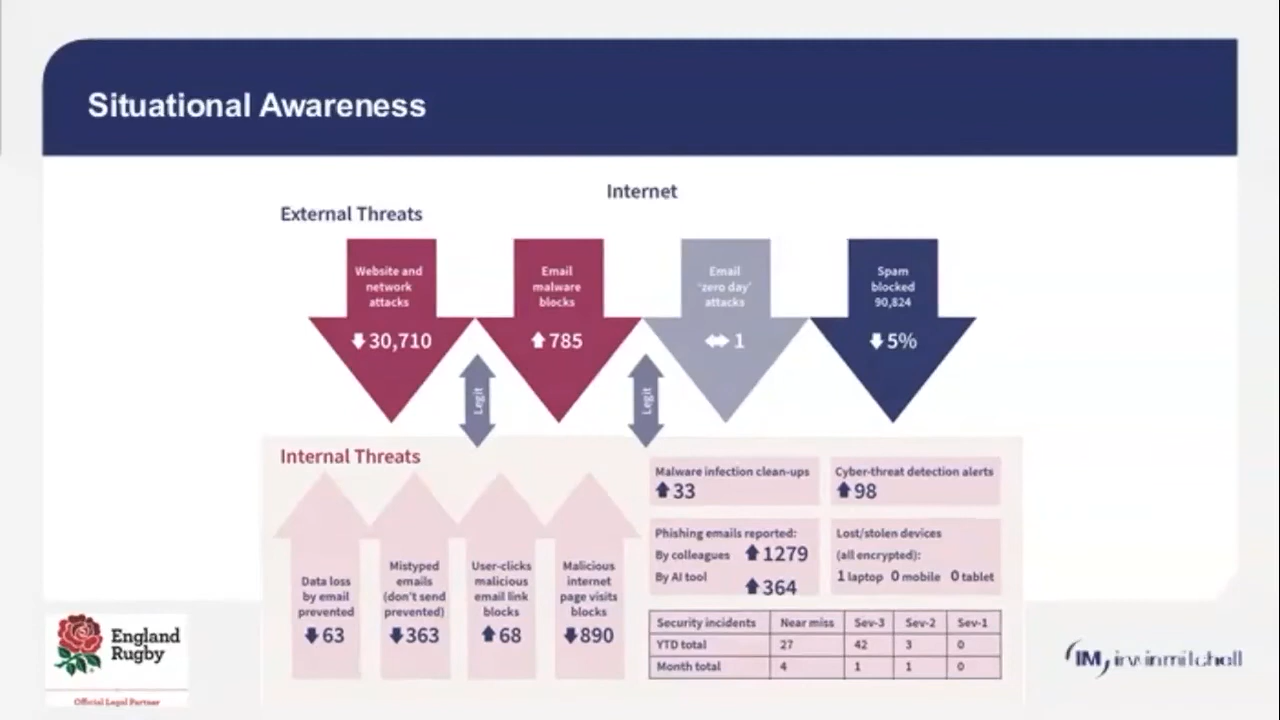 Situational Awareness
Internet
External Threats
Website and
network
attacks
30,710
Email
malware
blocks
785
Email
‘zero day’
attacks
1
Spam
blocked
90,824
5%
Legit
Legit
Internal Threats
Data loss
by email
prevented
63
Mistyped
emails
(don’t send
prevented)
363
User-clicks
malicious
email link
blocks
68
Malicious
internet
page visits
blocks
890
Malware infection clean-ups
33
Cyber-threat detection alerts
98
Phishing emails reported:
By colleagues 1279
By AI tool 364
Lost/stolen devices
(all encrypted):
1 laptop 0 mobile 0 tablet
Security incidents Near miss Sev-3 Sev-2 Sev-1
YTD total 27 42 3 0
Month total 4 1 1 0
England
Rugby
Official Legal Partner
IM irwinmitchell